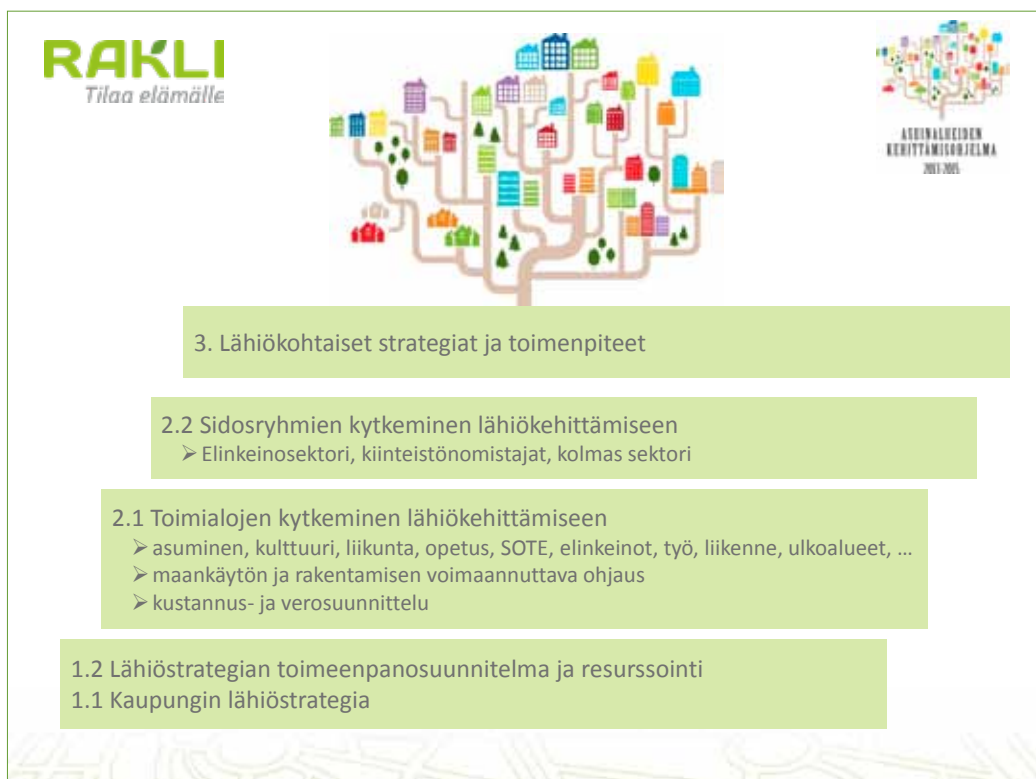 RAKLI
Tilaa elämälle
ASUINALUEIDEN
KEHITTÄMISOHJELMA
2013-2015
3. Lähiökohtaiset strategiat ja toimenpiteet
2.2 Sidosryhmien kytkeminen lähiökehittämiseen
➢ Elinkeinosektori, kiinteistönomistajat, kolmas sektori
2.1 Toimialojen kytkeminen lähiökehittämiseen
➢ asuminen, kulttuuri, liikunta, opetus, SOTE, elinkeinot, työ, liikenne, ulkoalueet, …
➢ maankäytön ja rakentamisen voimaannuttava ohjaus
➢ kustannus- ja verosuunnittelu
1.2 Lähiöstrategian toimeenpanosuunnitelma ja resurssointi
1.1 Kaupungin lähiöstrategia